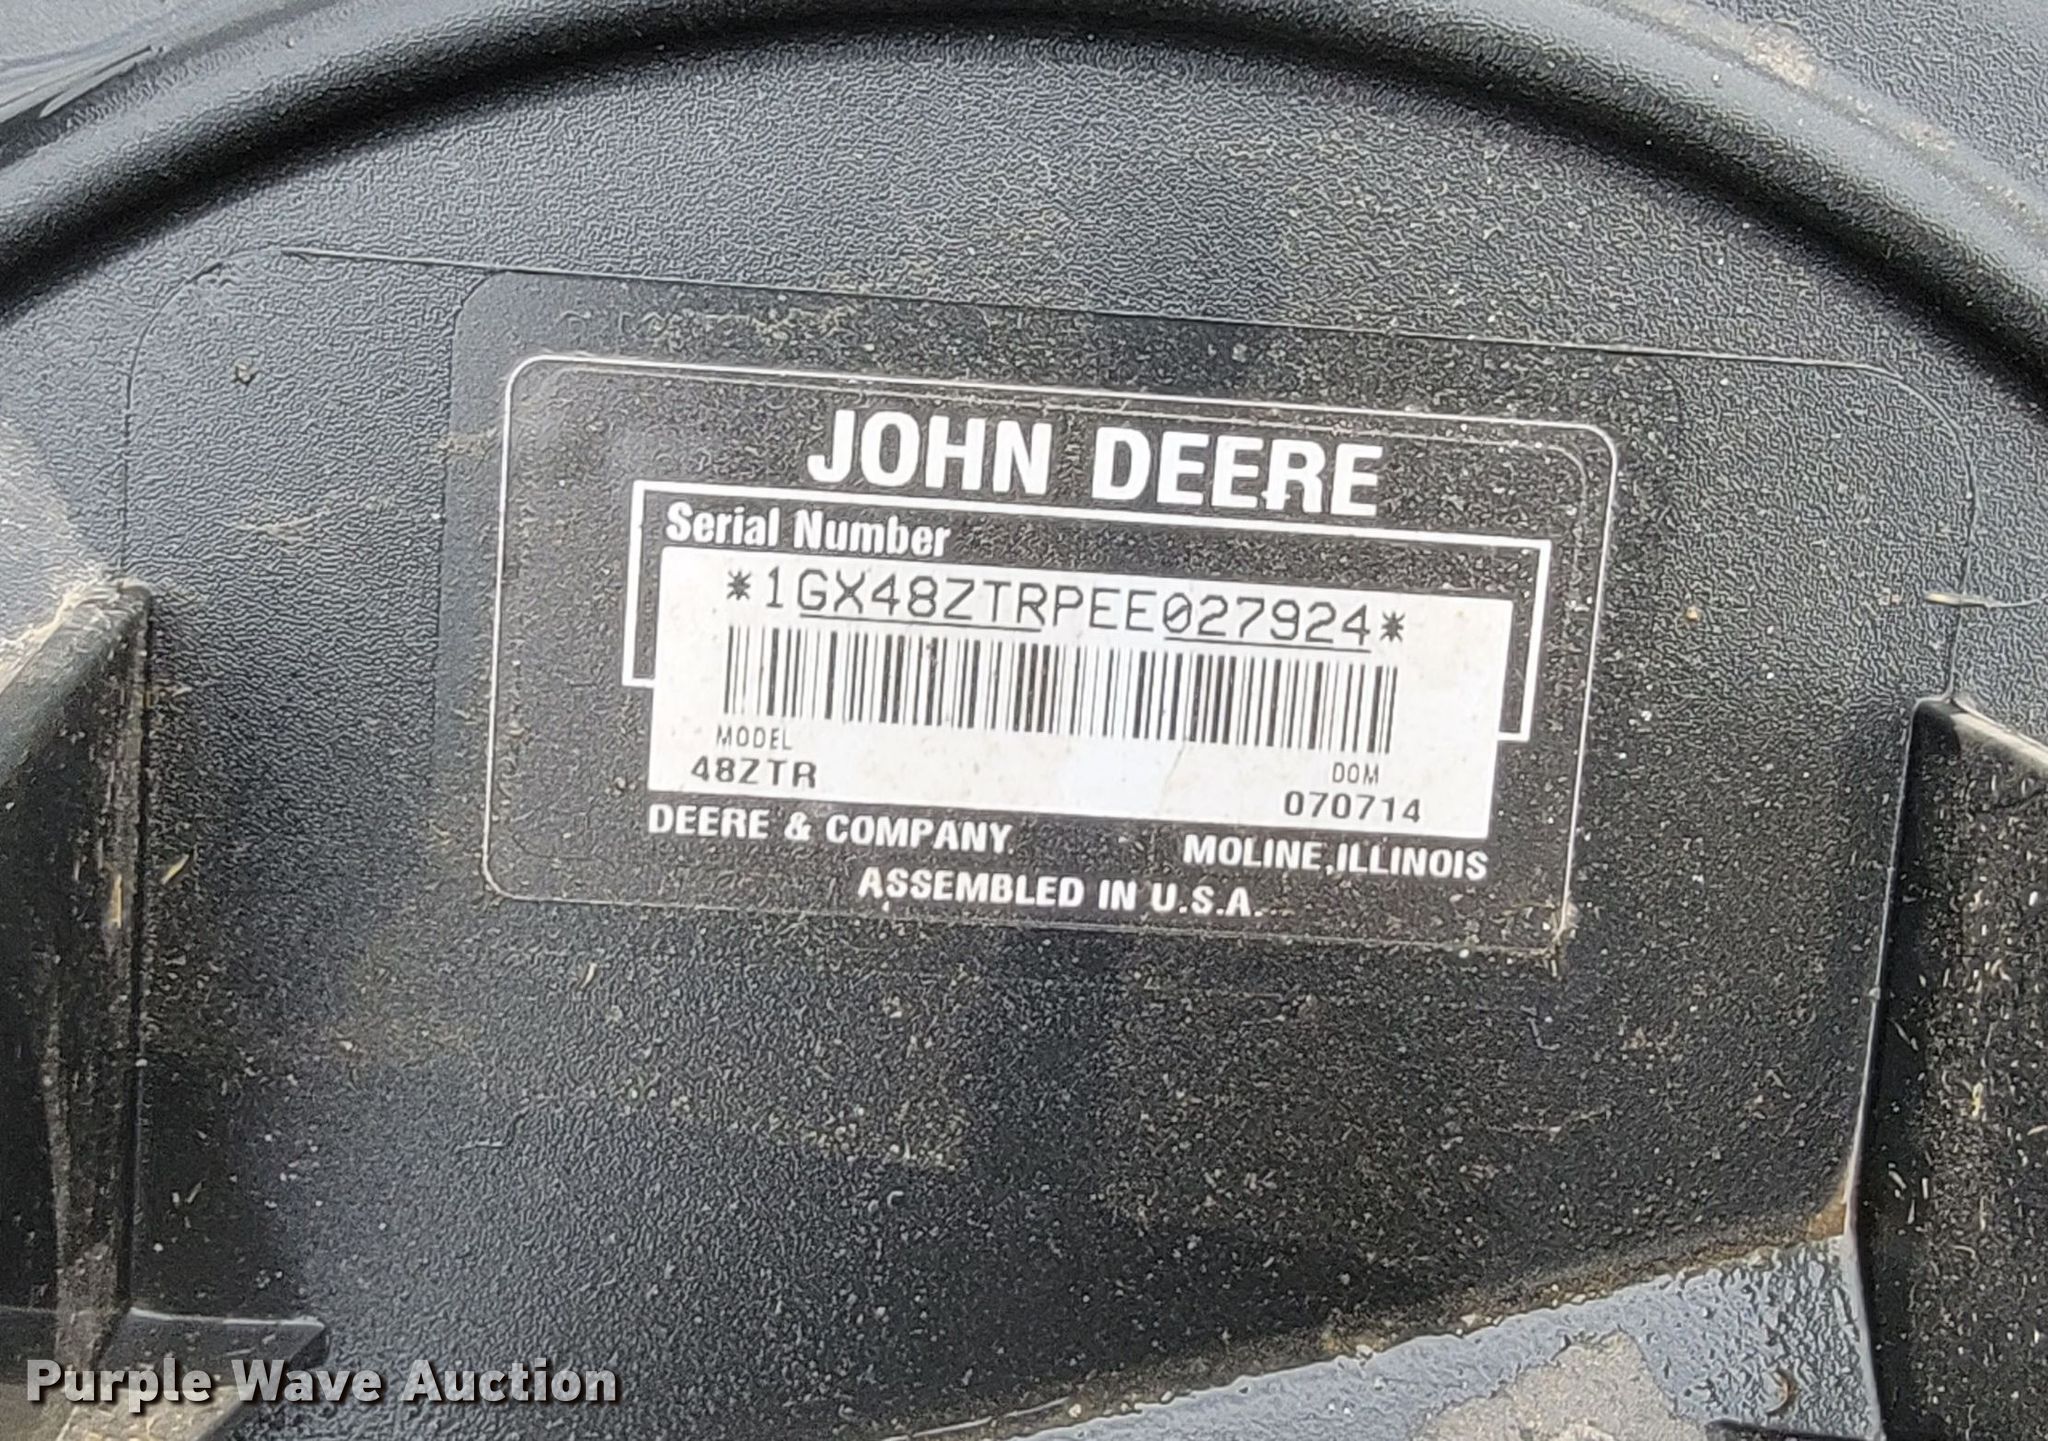 JOHN DEERE
Serial Number
*1GX48ZTRPEE027924*
MODEL
48ZTR
DOM
070714
DEERE & COMPANY
MOLINE, ILLINOIS
ASSEMBLED IN U.S.A.
Purple Wave Auction